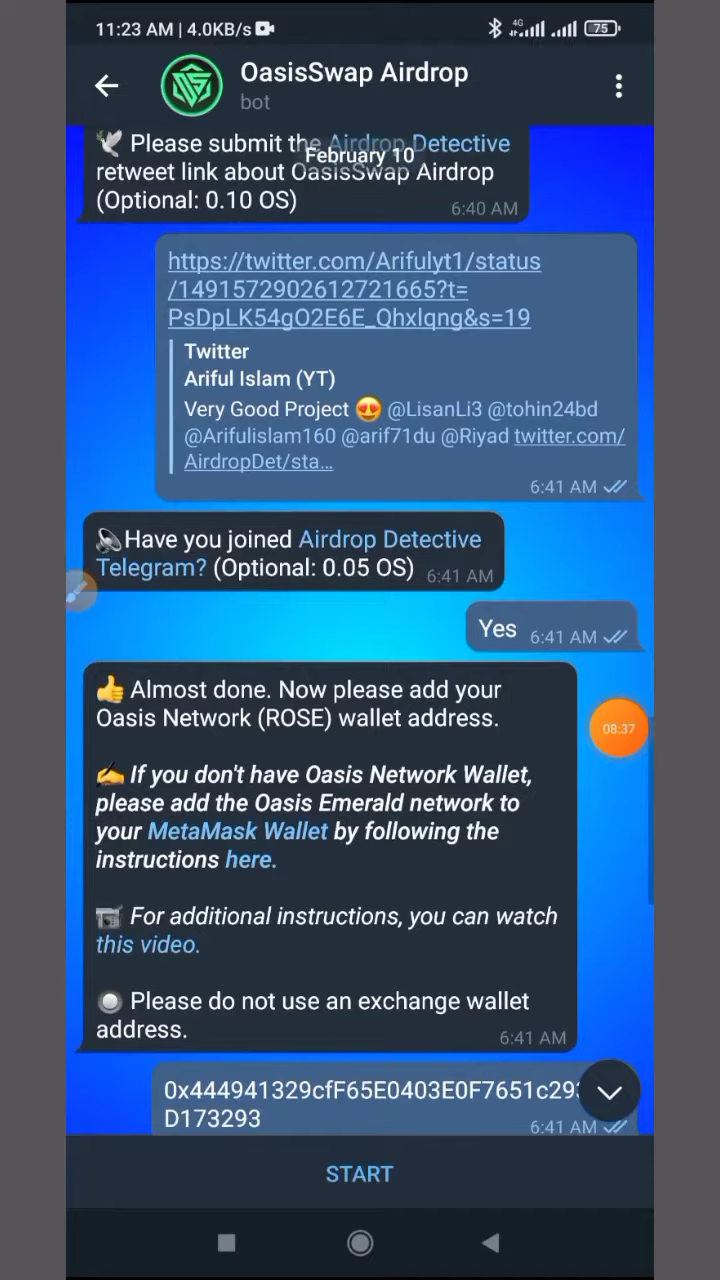 11:23 AM | 4.0KB/s
4G
75
OasisSwap Airdrop
bot
🕊 Please submit the Airdrop Detective
February 10
retweet link about OasisSwap Airdrop
(Optional: 0.10 OS)
6:40 AM
https://twitter.com/Arifulyt1/status
/1491572902612721665?t=
PsDpLK54gO2E6E_Qhxlqng&s=19
Twitter
Ariful Islam (YT)
Very Good Project 😍 @LisanLi3 @tohin24bd
@Arifulislam160 @arif71du @Riyad twitter.com/
AirdropDet/sta...
6:41 AM
🔊Have you joined Airdrop Detective
Telegram? (Optional: 0.05 OS)
6:41 AM
Yes
6:41 AM
👍 Almost done. Now please add your
Oasis Network (ROSE) wallet address.
08:37
✍ If you don't have Oasis Network Wallet,
please add the Oasis Emerald network to
your MetaMask Wallet by following the
instructions here.
For additional instructions, you can watch
this video.
🔘 Please do not use an exchange wallet
address.
6:41 AM
0x444941329cfF65E0403E0F7651c29
D173293
6:41 AM
START